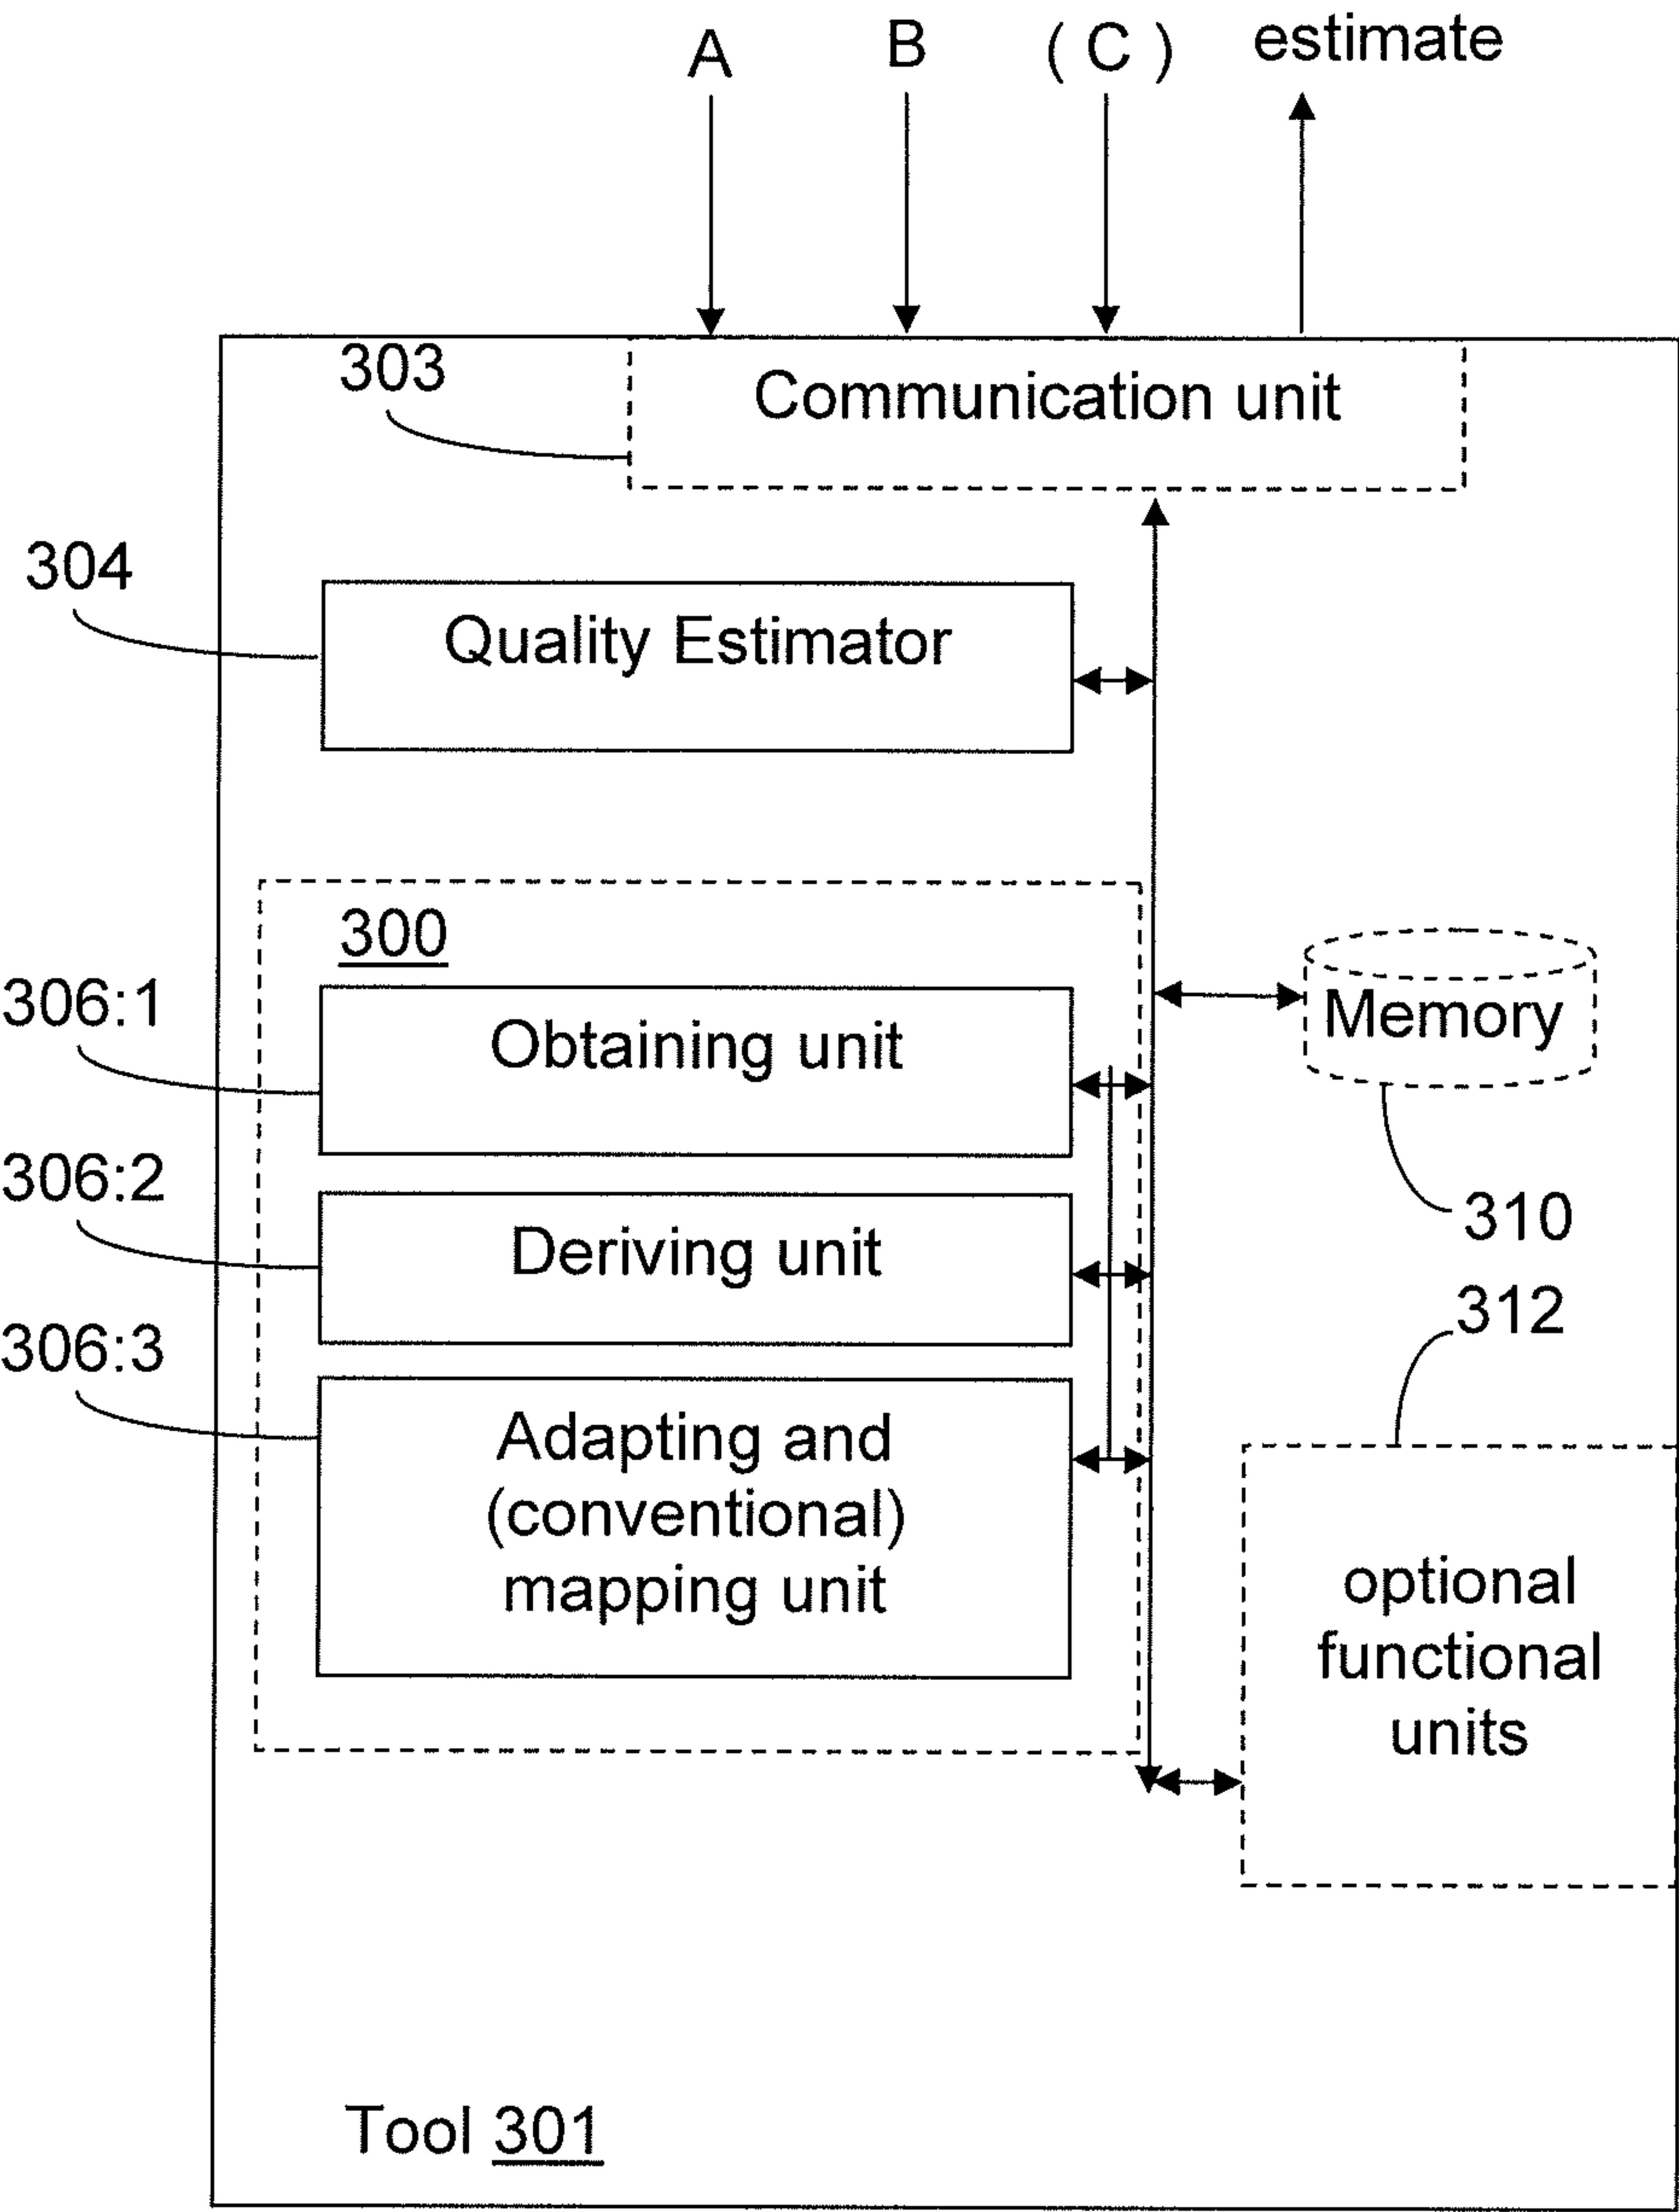 A
B
( C )
estimate
303
Communication unit
304
Quality Estimator
300
306:1
Obtaining unit
Memory
306:2
Deriving unit
310
312
306:3
Adapting and
(conventional)
mapping unit
optional
functional
units
Tool 301